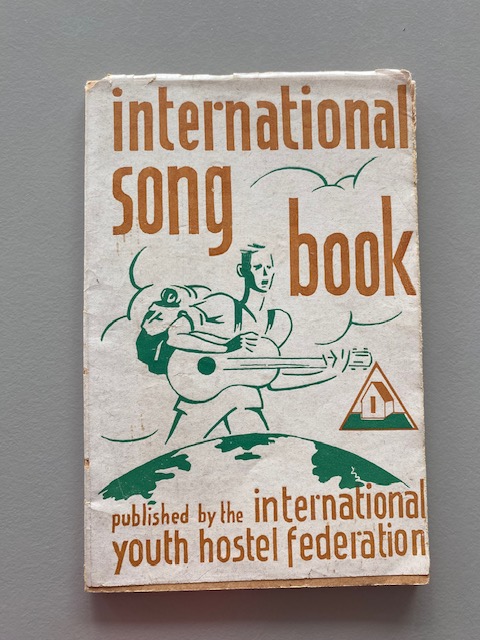 international
song
book
published by the international
youth hostel federation